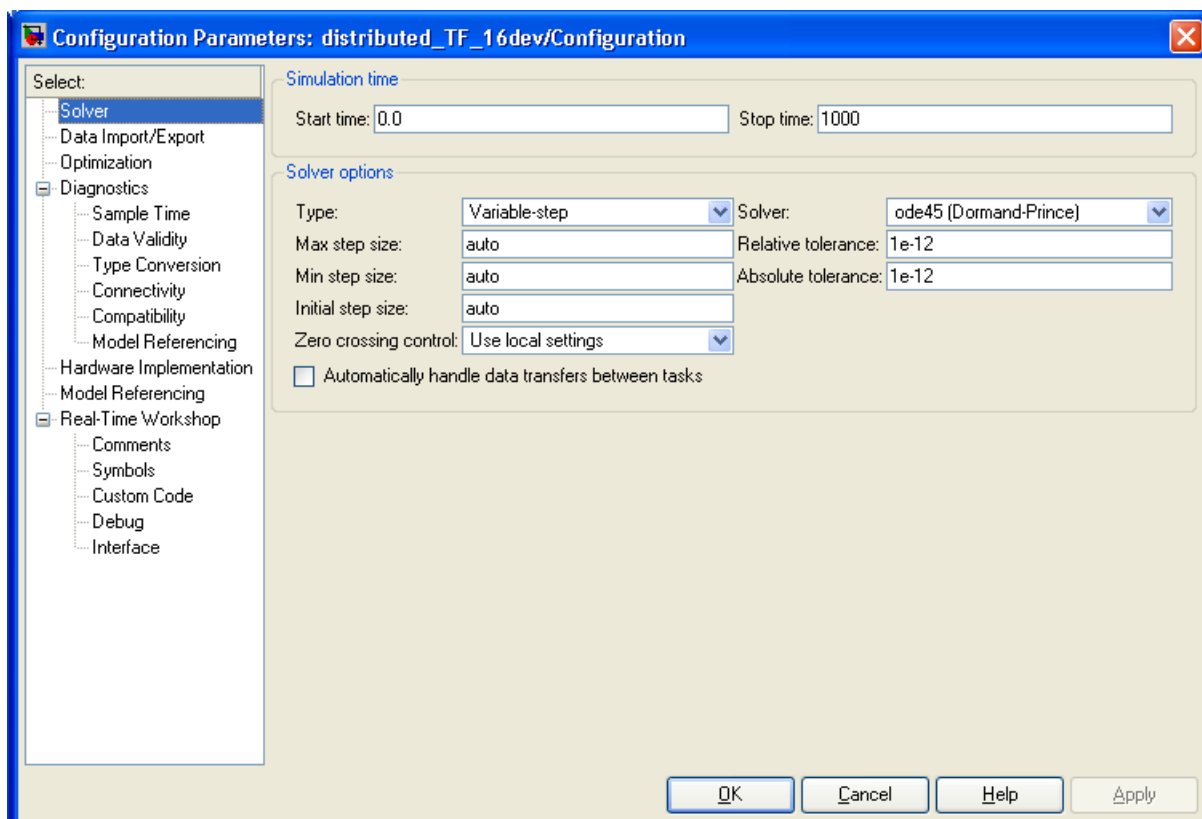 Configuration Parameters: distributed_TF_16dev/Configuration
Select:
Solver
Data Import/Export
Optimization
Diagnostics
Sample Time
Data Validity
Type Conversion
Connectivity
Compatibility
Model Referencing
Hardware Implementation
Model Referencing
Real-Time Workshop
Comments
Symbols
Custom Code
Debug
Interface
Simulation time
Start time: 0.0 Stop time: 1000
Solver options
Type: Variable-step Solver: ode45 (Dormand-Prince)
Max step size: auto Relative tolerance: 1e-12
Min step size: auto Absolute tolerance: 1e-12
Initial step size: auto
Zero crossing control: Use local settings
Automatically handle data transfers between tasks
OK Cancel Help Apply